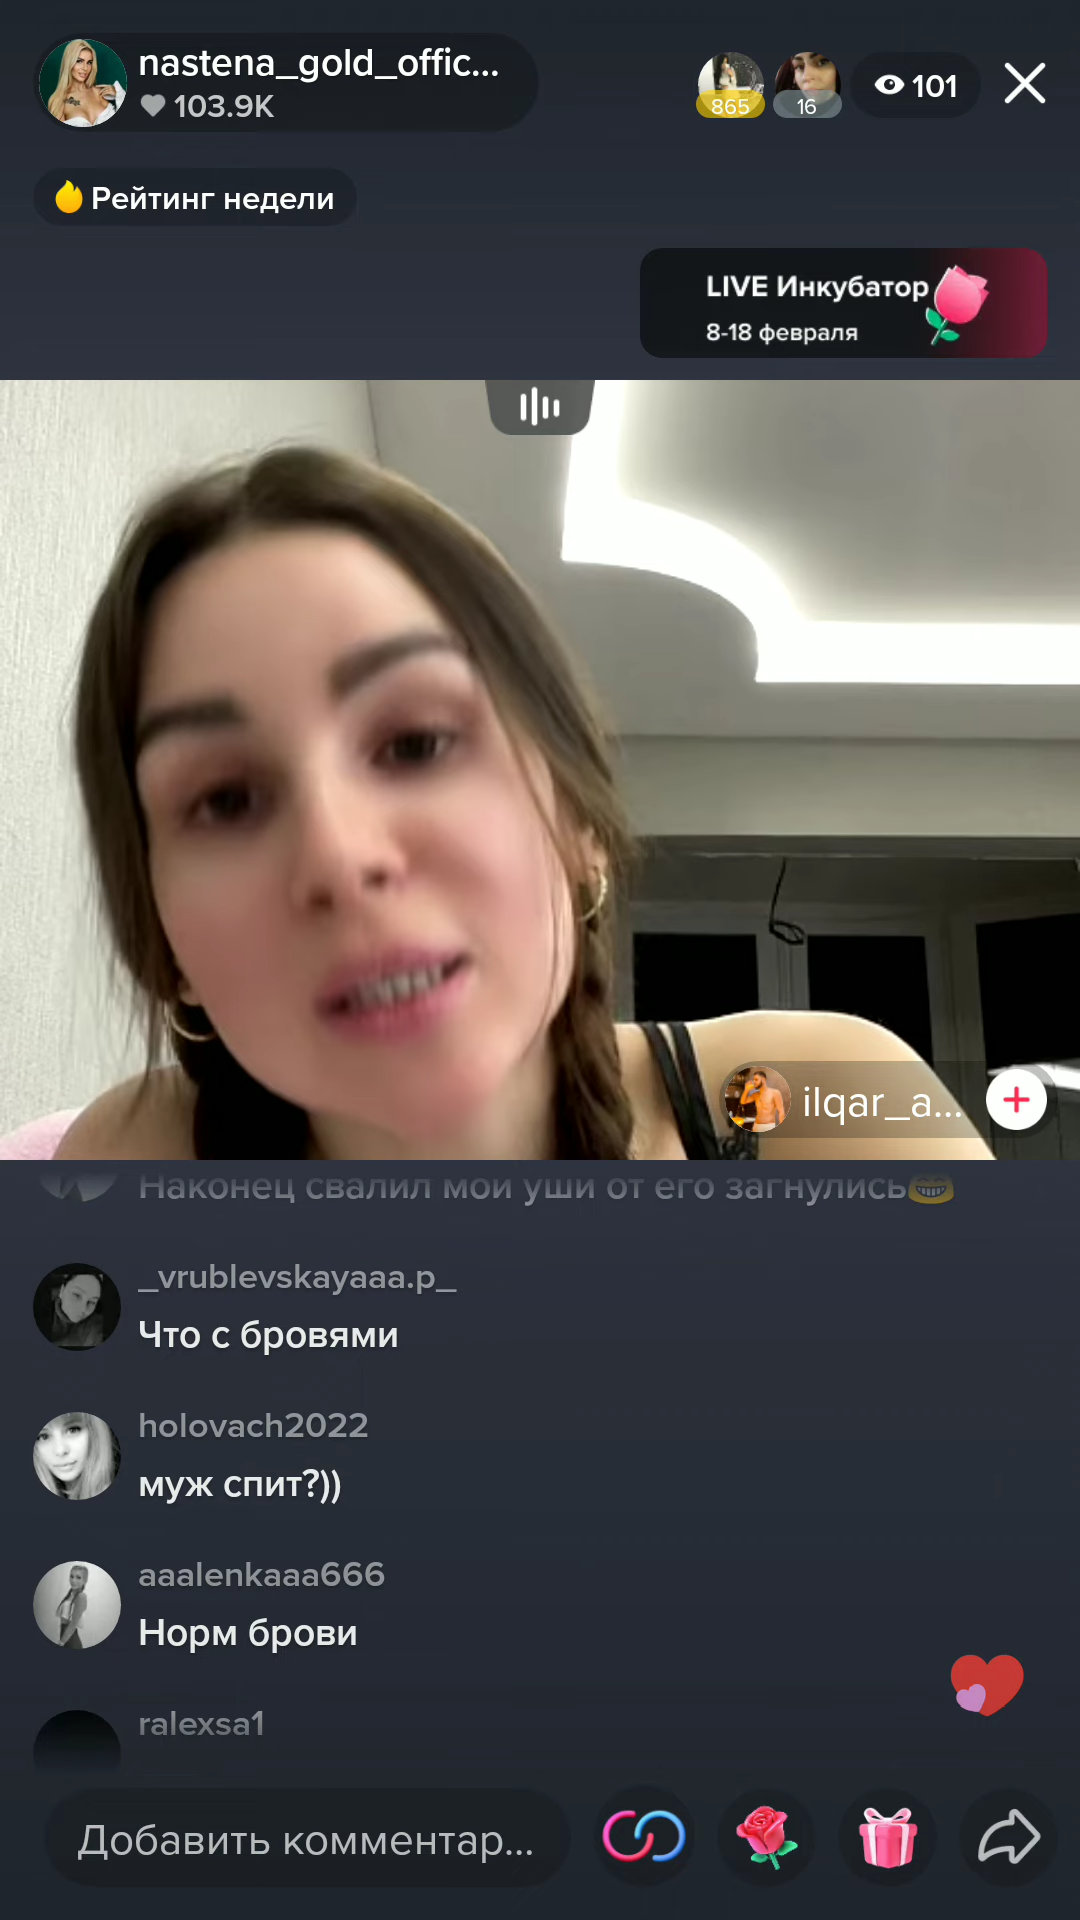 nastena_gold_offic...
103.9K
865
16
101
Рейтинг недели
LIVE Инкубатор
8-18 февраля
ilqar_a...
Наконец свалил мои уши от его загнулись😁
_vrublevskayaaa.p_
Что с бровями
holovach2022
муж спит?))
aaalenkaaa666
Норм брови
ralexsa1
Добавить комментар...